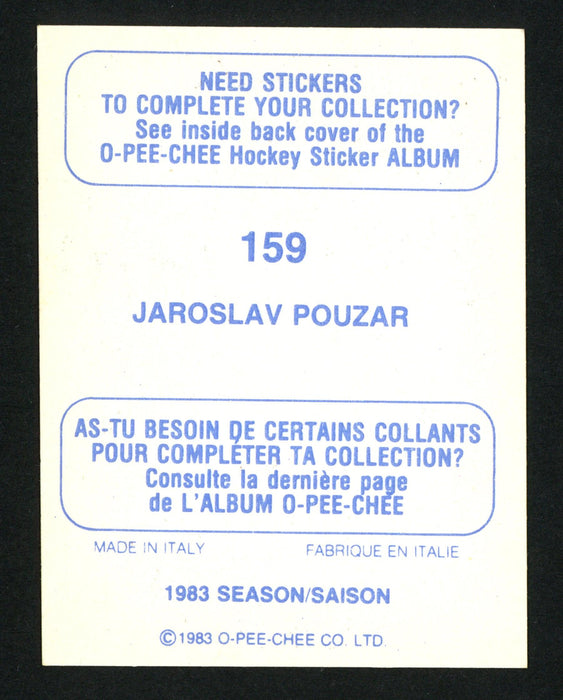 NEED STICKERS
TO COMPLETE YOUR COLLECTION?
See inside back cover of the
O-PEE-CHEE Hockey Sticker ALBUM
159
JAROSLAV POUZAR
AS-TU BESOIN DE CERTAINS COLLANTS
POUR COMPLÉTER TA COLLECTION?
Consulte la dernière page
de L'ALBUM O-PEE-CHEE
MADE IN ITALY FABRIQUE EN ITALIE
1983 SEASON/SAISON
©1983 O-PEE-CHEE CO. LTD.